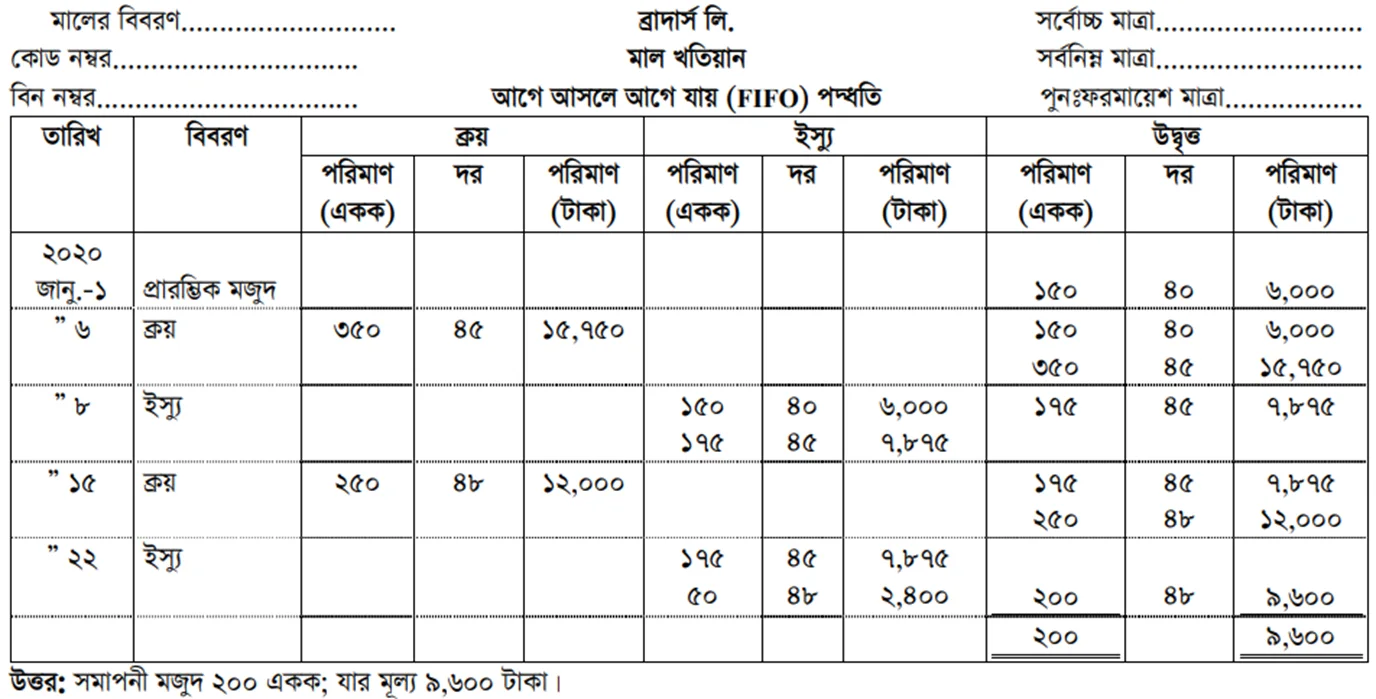 মালের বিবরণ............................ ব্রাদার্স লি. সর্বোচ্চ মাত্রা...........................
কোড নম্বর................................ মাল খতিয়ান সর্বনিম্ন মাত্রা...........................
বিন নম্বর.................................. আগে আসলে আগে যায় (FIFO) পদ্ধতি পুনঃফরমায়েশ মাত্রা..................
তারিখ বিবরণ ক্রয় ইস্যু উদ্বৃত্ত
পরিমাণ দর পরিমাণ পরিমাণ দর পরিমাণ পরিমাণ দর পরিমাণ
(একক) (টাকা) (একক) (টাকা) (একক) (টাকা)
২০২০
জানু.-১ প্রারম্ভিক মজুদ ১৫০ ৪০ ৬,০০০
” ৬ ক্রয় ৩৫০ ৪৫ ১৫,৭৫০ ১৫০ ৪০ ৬,০০০
৩৫০ ৪৫ ১৫,৭৫০
” ৮ ইস্যু ১৫০ ৪০ ৬,০০০ ১৭৫ ৪৫ ৭,৮৭৫
১৭৫ ৪৫ ৭,৮৭৫
” ১৫ ক্রয় ২৫০ ৪৮ ১২,০০০ ১৭৫ ৪৫ ৭,৮৭৫
২৫০ ৪৮ ১২,০০০
” ২২ ইস্যু ১৭৫ ৪৫ ৭,৮৭৫
৫০ ৪৮ ২,৪০০ ২০০ ৪৮ ৯,৬০০
২০০ ৯,৬০০
উত্তর: সমাপনী মজুদ ২০০ একক; যার মূল্য ৯,৬০০ টাকা।